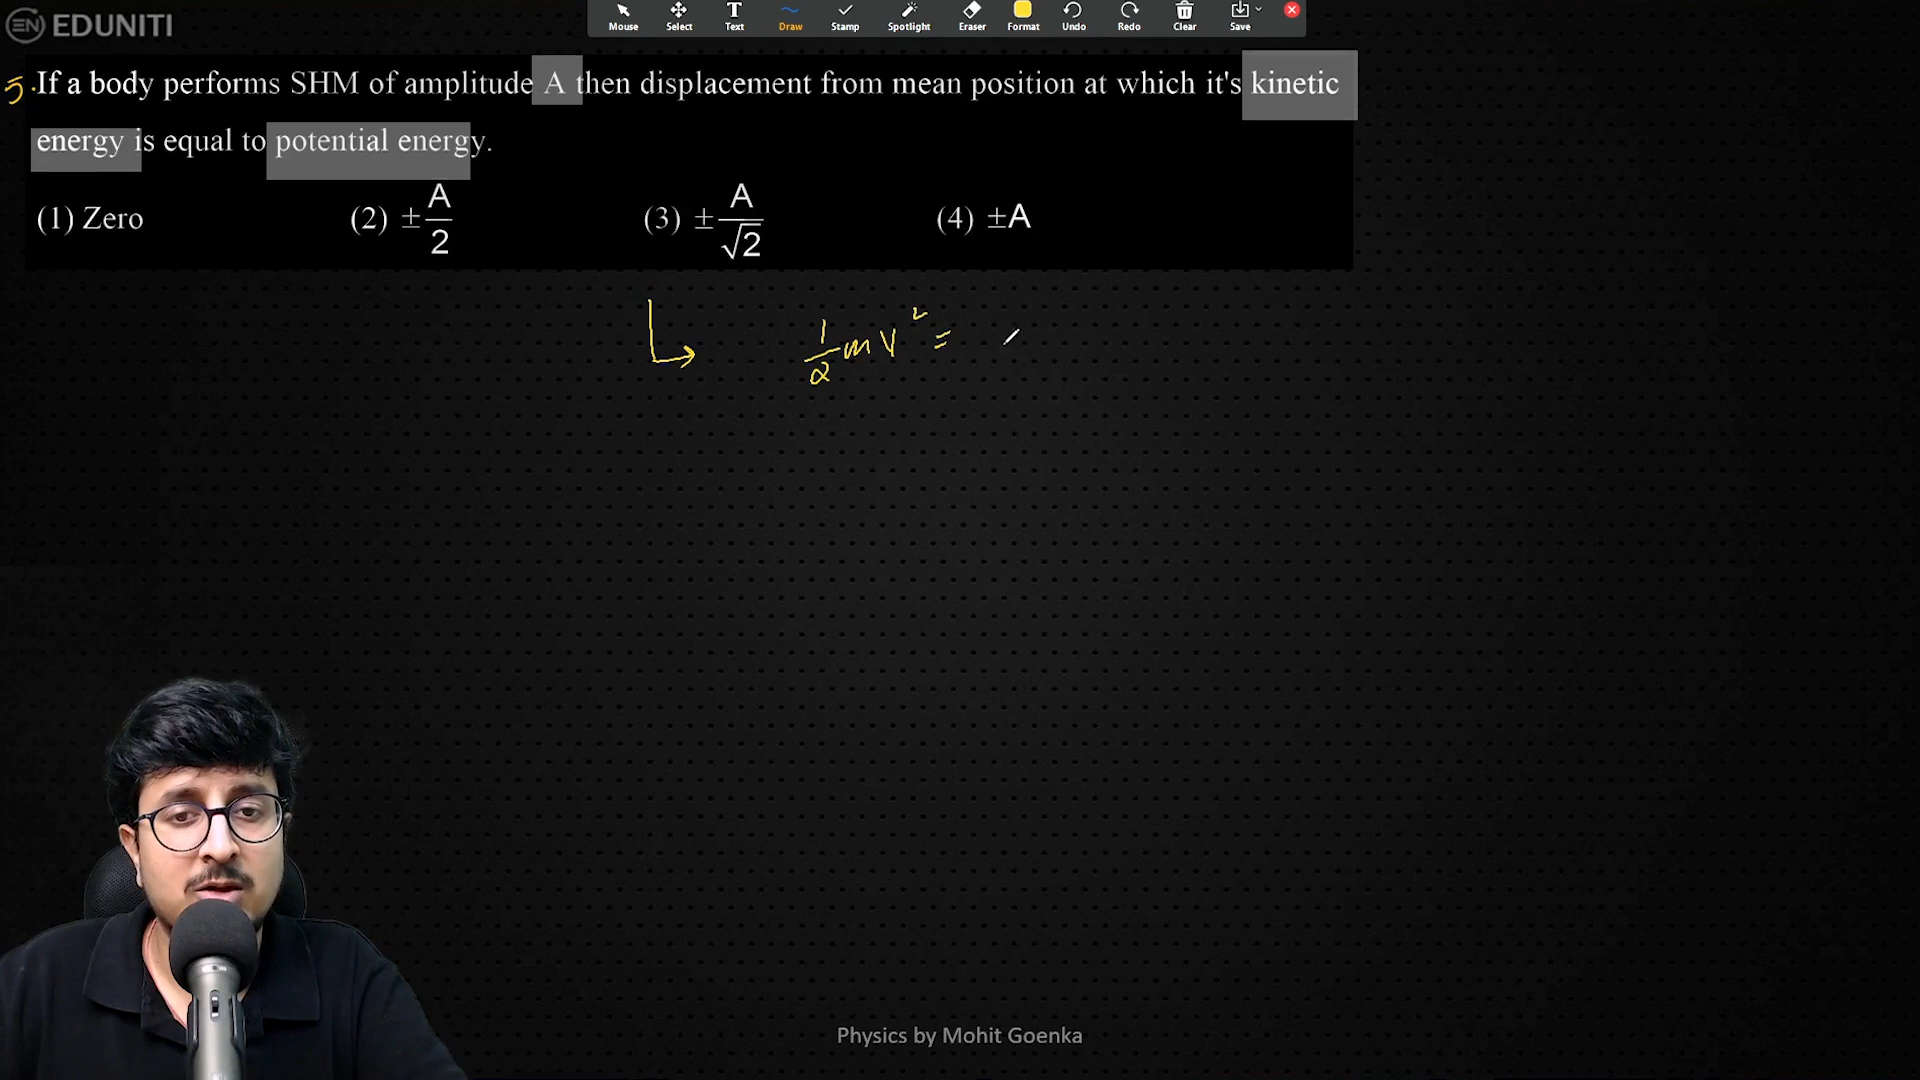 EN EDUNITI
Mouse Select Text Draw Stamp Spotlight Eraser Format Undo Redo Clear Save
5. If a body performs SHM of amplitude A then displacement from mean position at which it's kinetic
energy is equal to potential energy.
(1) Zero (2) ±A/2 (3) ±A/√2 (4) ±A
1/2 mv² =
Physics by Mohit Goenka